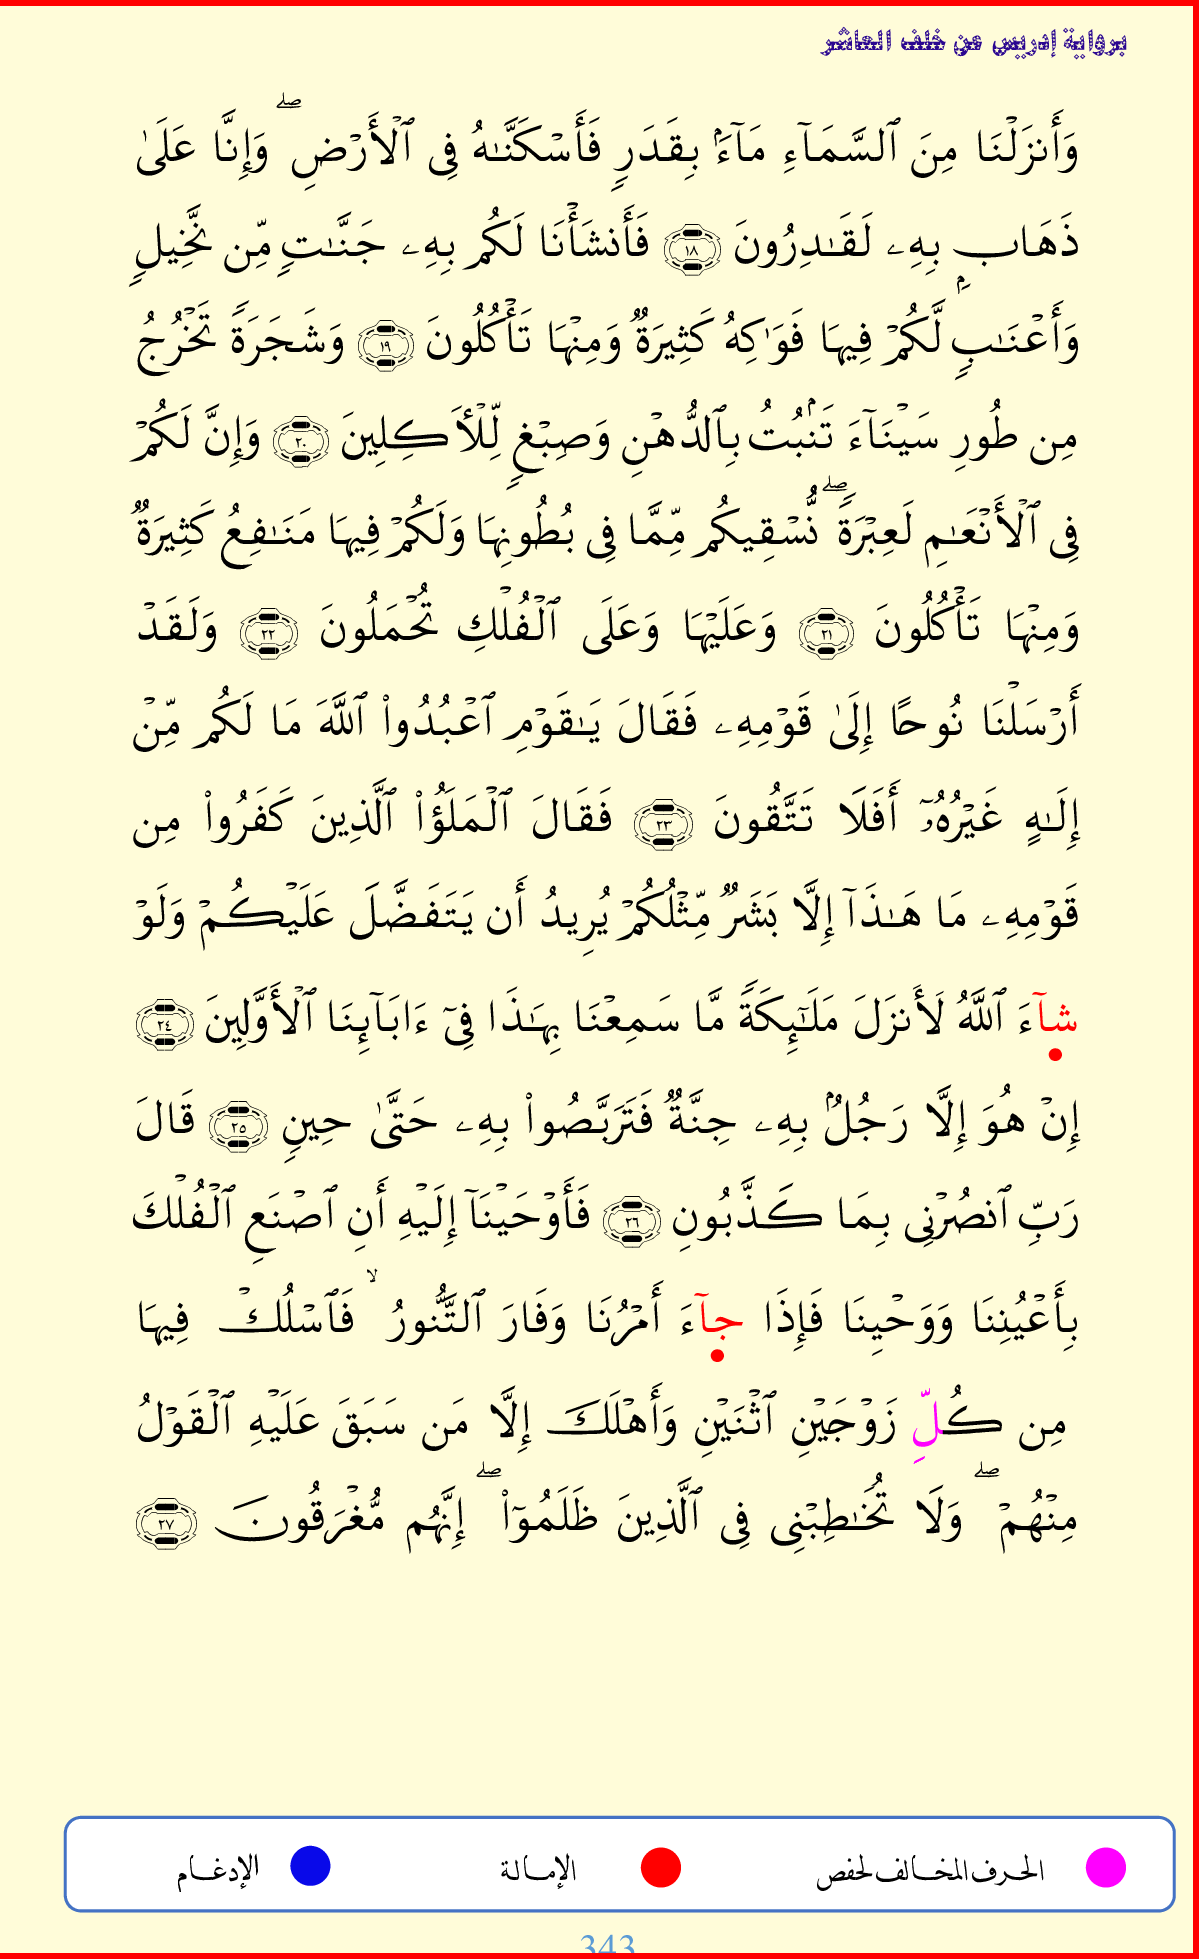 برواية إدريس عن خلف العاشر
وَأَنزَلْنَا مِنَ ٱلسَّمَآءِ مَآءَۢ بِقَدَرٖ فَأَسْكَنَّٰهُ فِي ٱلْأَرْضِۖ وَإِنَّا عَلَىٰ
ذَهَابِۭ بِهِۦ لَقَٰدِرُونَ ١٨ فَأَنشَأْنَا لَكُم بِهِۦ جَنَّٰتٖ مِّن نَّخِيلٖ
وَأَعْنَٰبٖ لَّكُمْ فِيهَا فَوَٰكِهُ كَثِيرَةٞ وَمِنْهَا تَأْكُلُونَ ١٩ وَشَجَرَةٗ تَخْرُجُ
مِن طُورِ سَيْنَآءَ تَنۢبُتُ بِٱلدُّهْنِ وَصِبْغٖ لِّلْأٓكِلِينَ ٢٠ وَإِنَّ لَكُمْ
فِي ٱلْأَنْعَٰمِ لَعِبْرَةٗۖ نُّسْقِيكُم مِّمَّا فِي بُطُونِهَا وَلَكُمْ فِيهَا مَنَٰفِعُ كَثِيرَةٞ
وَمِنْهَا تَأْكُلُونَ ٢١ وَعَلَيْهَا وَعَلَى ٱلْفُلْكِ تُحْمَلُونَ ٢٢ وَلَقَدْ
أَرْسَلْنَا نُوحًا إِلَىٰ قَوْمِهِۦ فَقَالَ يَٰقَوْمِ ٱعْبُدُوا۟ ٱللَّهَ مَا لَكُم مِّنْ
إِلَٰهٍ غَيْرُهُۥٓ أَفَلَا تَتَّقُونَ ٢٣ فَقَالَ ٱلْمَلَؤُا۟ ٱلَّذِينَ كَفَرُوا۟ مِن
قَوْمِهِۦ مَا هَٰذَآ إِلَّا بَشَرٞ مِّثْلُكُمْ يُرِيدُ أَن يَتَفَضَّلَ عَلَيْكُمْ وَلَوْ
شآءَ ٱللَّهُ لَأَنزَلَ مَلَٰٓئِكَةٗ مَّا سَمِعْنَا بِهَٰذَا فِيٓ ءَابَآئِنَا ٱلْأَوَّلِينَ ٢٤
إِنْ هُوَ إِلَّا رَجُلُۢ بِهِۦ جِنَّةٞ فَتَرَبَّصُوا۟ بِهِۦ حَتَّىٰ حِينٖ ٢٥ قَالَ
رَبِّ ٱنصُرْنِي بِمَا كَذَّبُونِ ٢٦ فَأَوْحَيْنَآ إِلَيْهِ أَنِ ٱصْنَعِ ٱلْفُلْكَ
بِأَعْيُنِنَا وَوَحْيِنَا فَإِذَا جآءَ أَمْرُنَا وَفَارَ ٱلتَّنُّورُ ۙ فَٱسْلُكْ فِيهَا
مِن كُلِّ زَوْجَيْنِ ٱثْنَيْنِ وَأَهْلَكَ إِلَّا مَن سَبَقَ عَلَيْهِ ٱلْقَوْلُ
مِنْهُمْۖ وَلَا تُخَٰطِبْنِي فِي ٱلَّذِينَ ظَلَمُوٓا۟ۖ إِنَّهُم مُّغْرَقُونَ ٢٧
الحرف المخالف لحفص الإمالة الإدغام
343